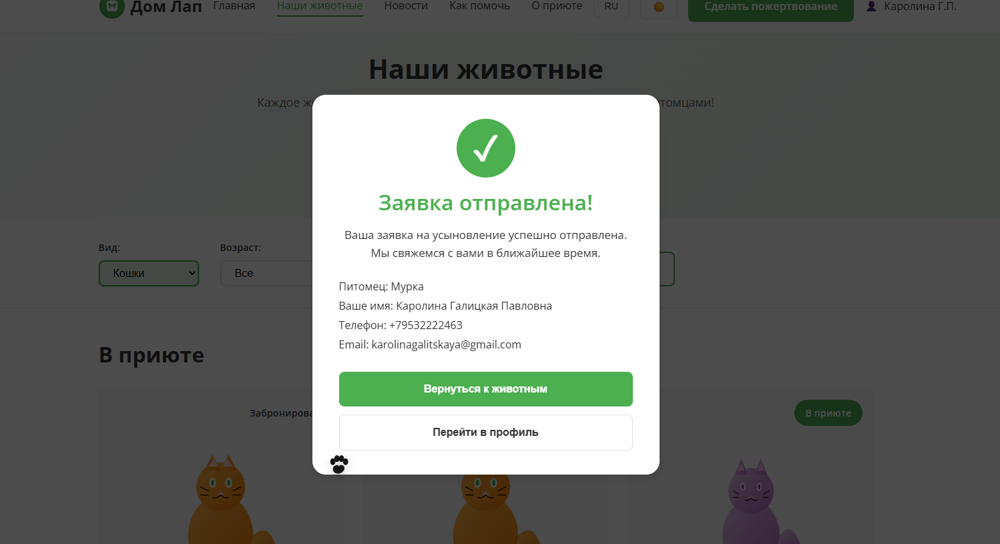 Дом Лап
Главная
Наши животные
Новости
Как помочь
О приюте
RU
Сделать пожертвование
Каролина Г.П.
Наши животные
Каждое
томцами!
Заявка отправлена!
Ваша заявка на усыновление успешно отправлена.
Мы свяжемся с вами в ближайшее время.
Вид:
Возраст:
Кошки
Все
Питомец: Мурка
Ваше имя: Каролина Галицкая Павловна
Телефон: +79532222463
Email: karolinagalitskaya@gmail.com
В приюте
Вернуться к животным
Забронирова
В приюте
Перейти в профиль